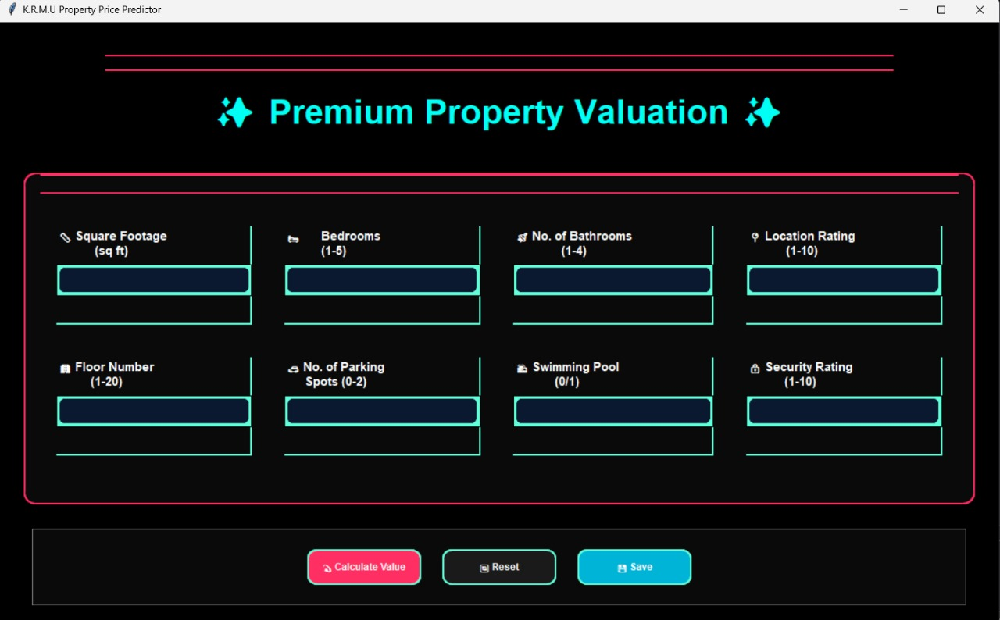 K.R.M.U Property Price Predictor
✨ Premium Property Valuation ✨
Square Footage
(sq ft)
Bedrooms
(1-5)
No. of Bathrooms
(1-4)
Location Rating
(1-10)
Floor Number
(1-20)
No. of Parking
Spots (0-2)
Swimming Pool
(0/1)
Security Rating
(1-10)
Calculate Value
Reset
Save